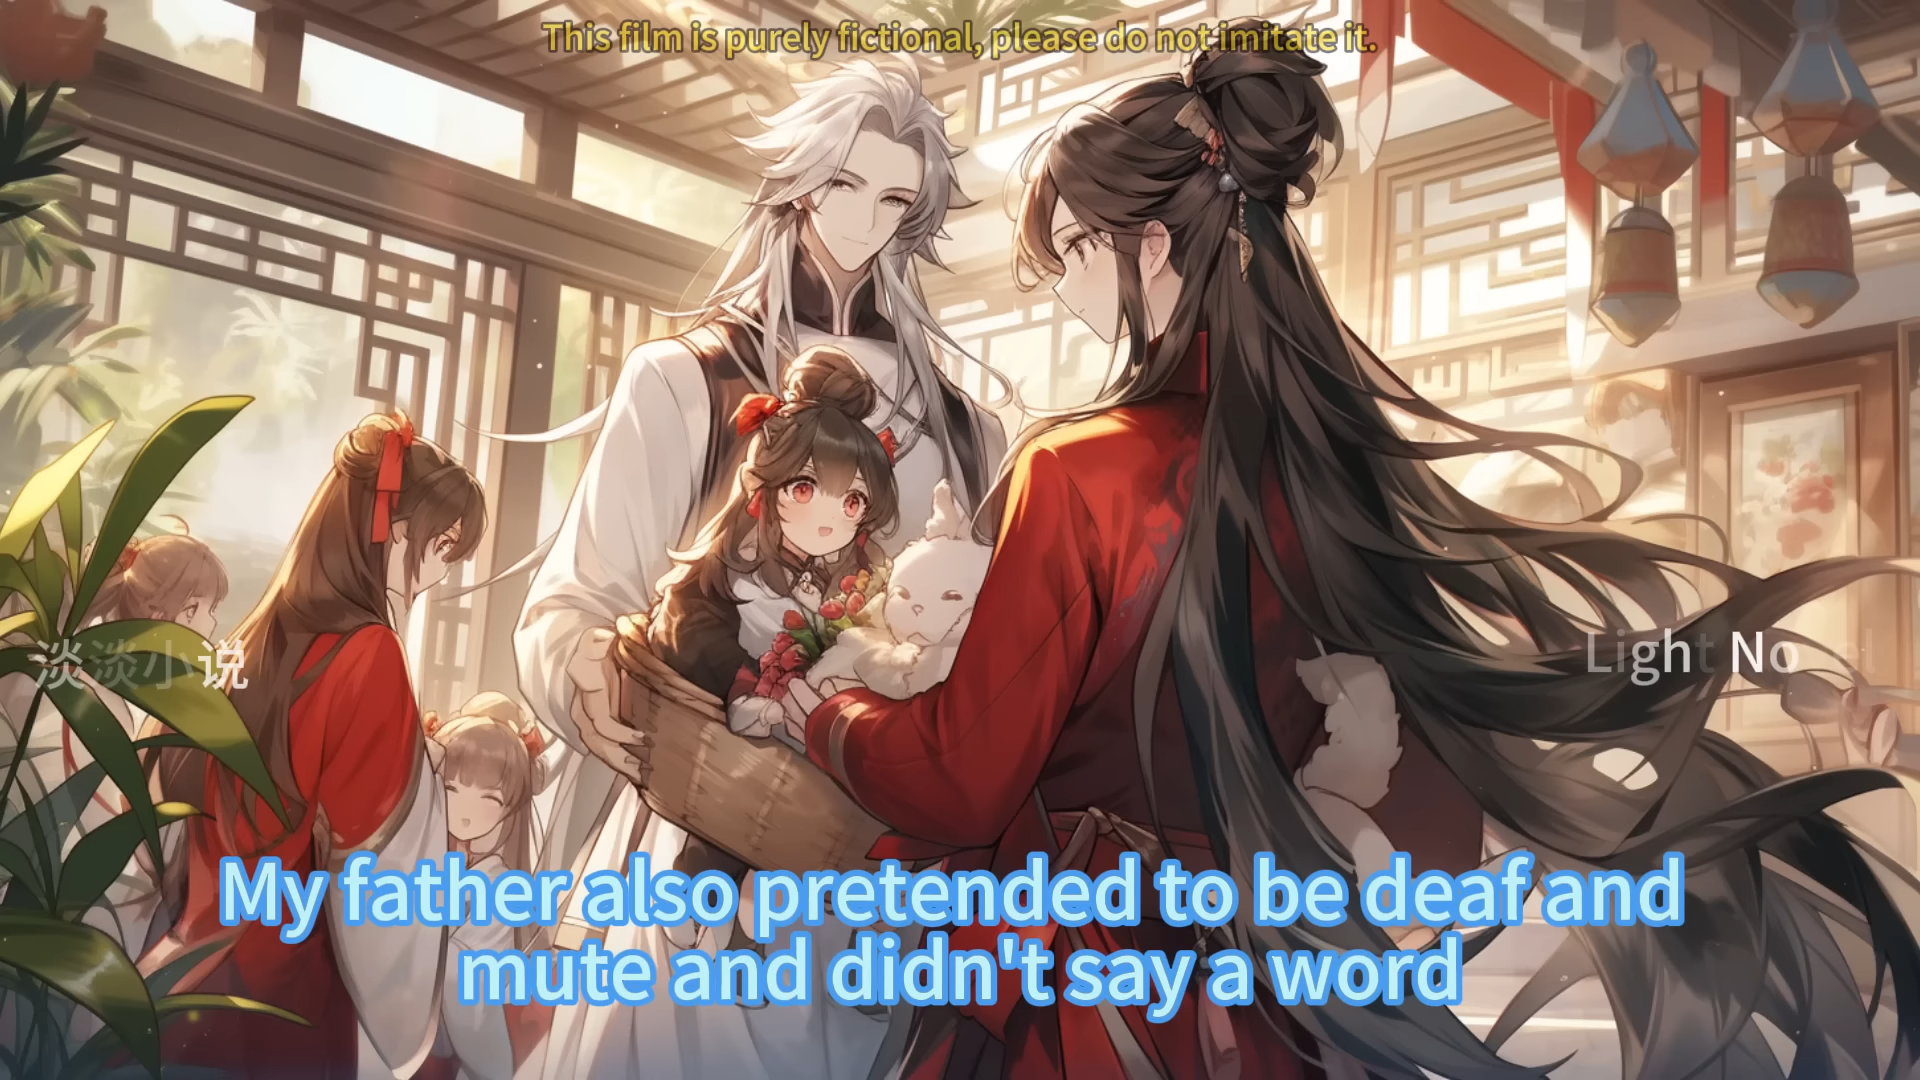 This film is purely fictional, please do not imitate it.
淡淡小说
Light Novel
My father also pretended to be deaf and
mute and didn't say a word